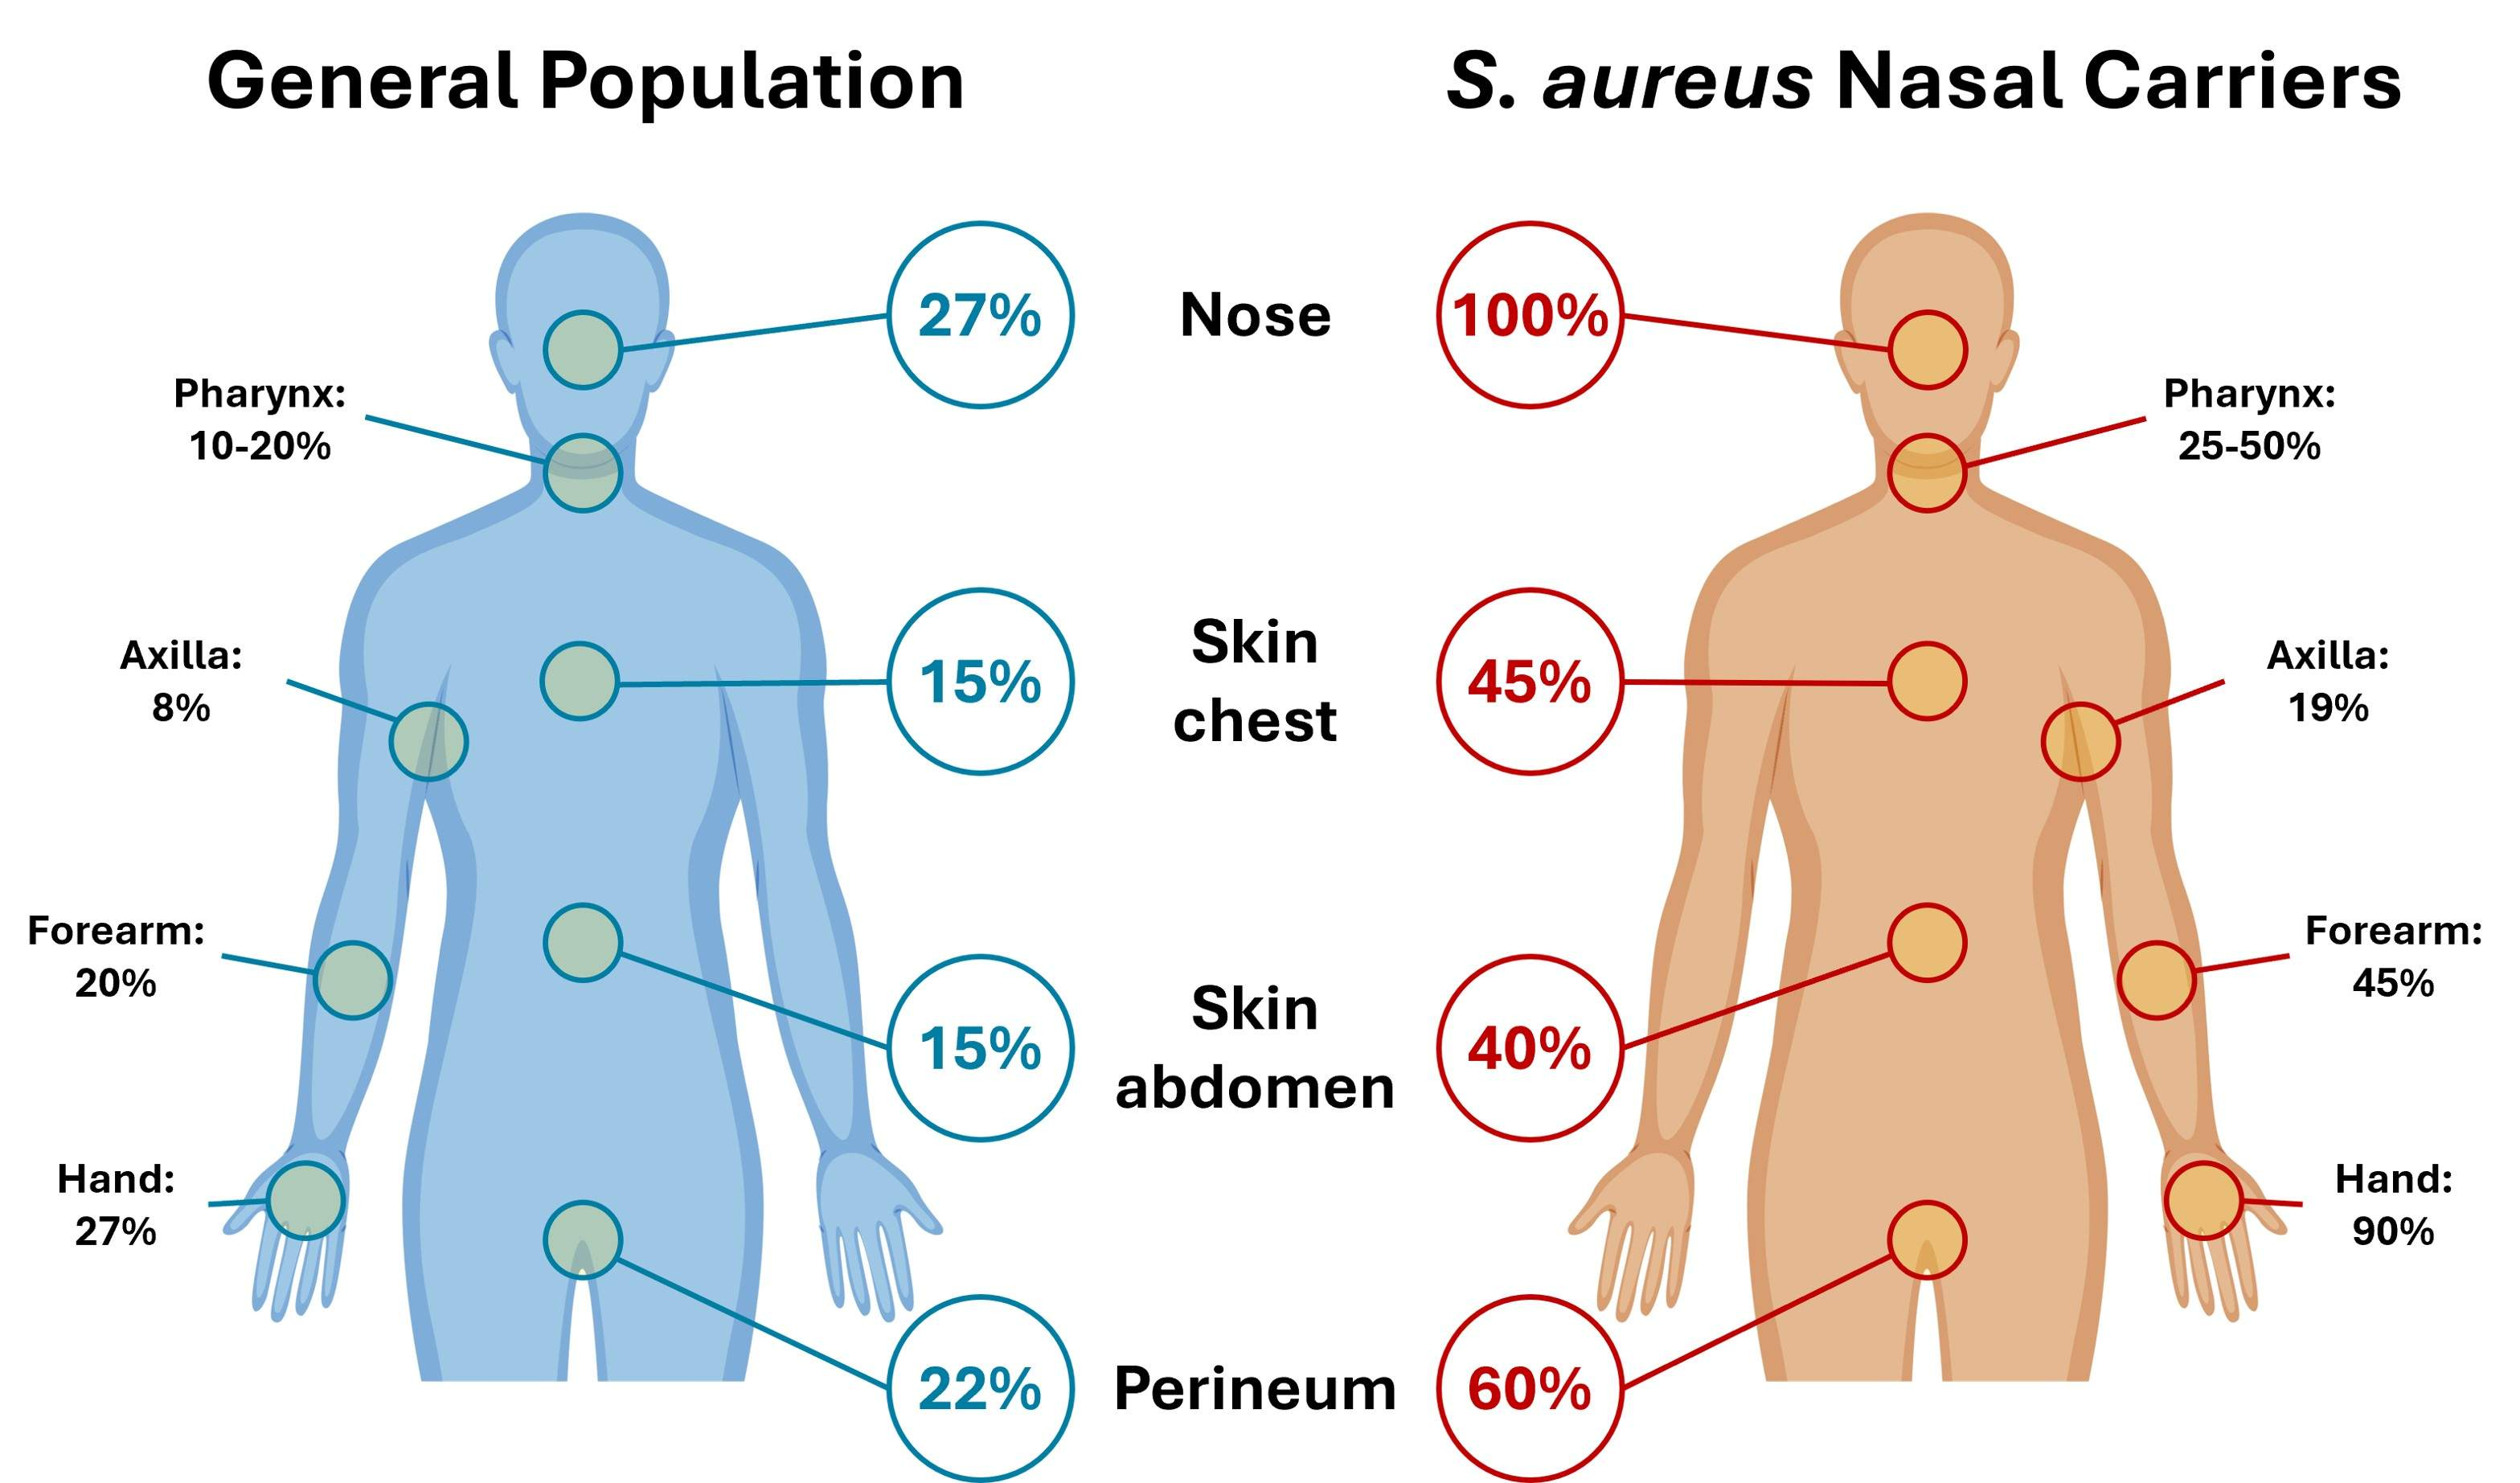 General Population
S. aureus Nasal Carriers
27%
Nose
100%
Pharynx:
10-20%
Pharynx:
25-50%
Axilla:
8%
15%
Skin
chest
45%
Axilla:
19%
Forearm:
20%
15%
Skin
abdomen
40%
Forearm:
45%
Hand:
27%
Hand:
90%
22%
Perineum
60%